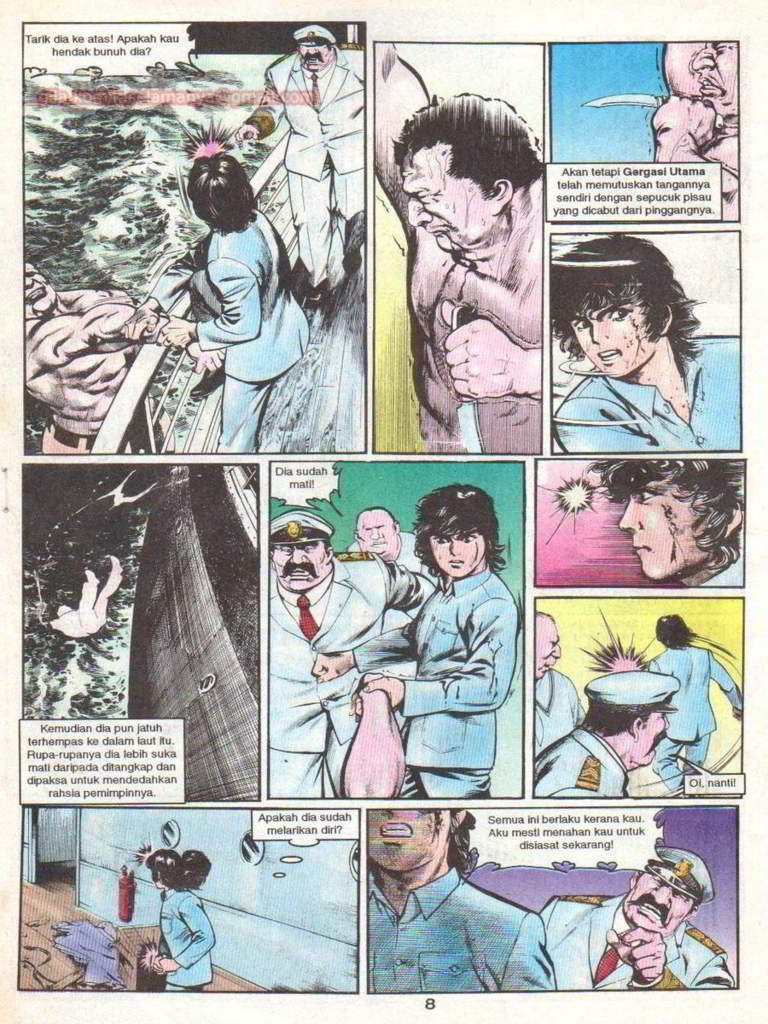 Tarik dia ke atas! Apakah kau
hendak bunuh dia?
Akan tetapi Gergasi Utama
telah memutuskan tangannya
sendiri dengan sepucuk pisau
yang dicabut dari pinggangnya.
Kemudian dia pun jatuh
terhempas ke dalam laut itu.
Rupa-rupanya dia lebih suka
mati daripada ditangkap dan
dipaksa untuk mendedahkan
rahsia pemimpinnya.
Dia sudah
mati!
Oi, nanti!
Apakah dia sudah
melarikan diri?
Semua ini berlaku kerana kau.
Aku mesti menahan kau untuk
disiasat sekarang!
8